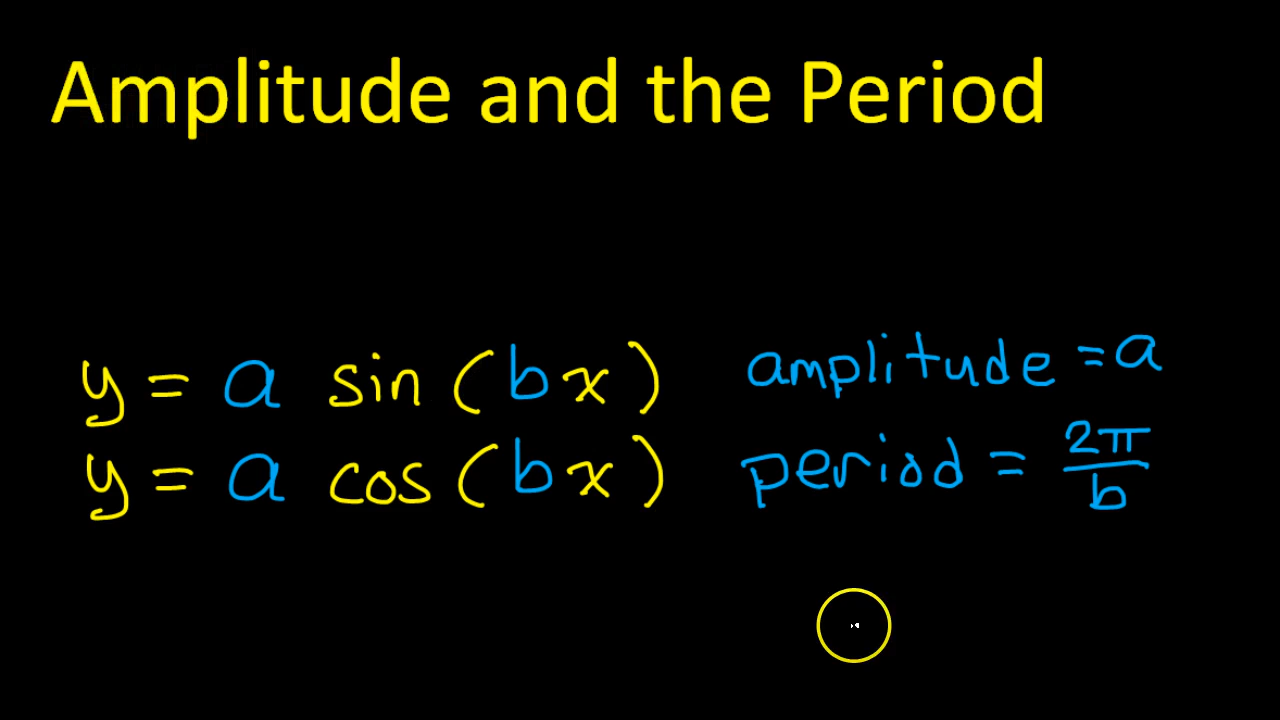 Amplitude and the Period
y = a sin (bx) amplitude = a
y = a cos (bx) period = 2π/b